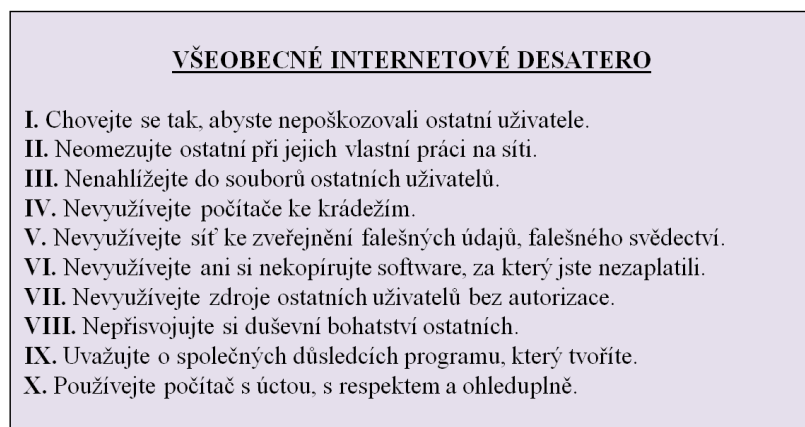 VŠEOBECNÉ INTERNETOVÉ DESATERO
I. Chovejte se tak, abyste nepoškozovali ostatní uživatele.
II. Neomezujte ostatní při jejich vlastní práci na síti.
III. Nenahlížejte do souborů ostatních uživatelů.
IV. Nevyužívejte počítače ke krádežím.
V. Nevyužívejte síť ke zveřejnění falešných údajů, falešného svědectví.
VI. Nevyužívejte ani si nekopírujte software, za který jste nezaplatili.
VII. Nevyužívejte zdroje ostatních uživatelů bez autorizace.
VIII. Nepřisvojujte si duševní bohatství ostatních.
IX. Uvažujte o společných důsledcích programu, který tvoříte.
X. Používejte počítač s úctou, s respektem a ohleduplně.